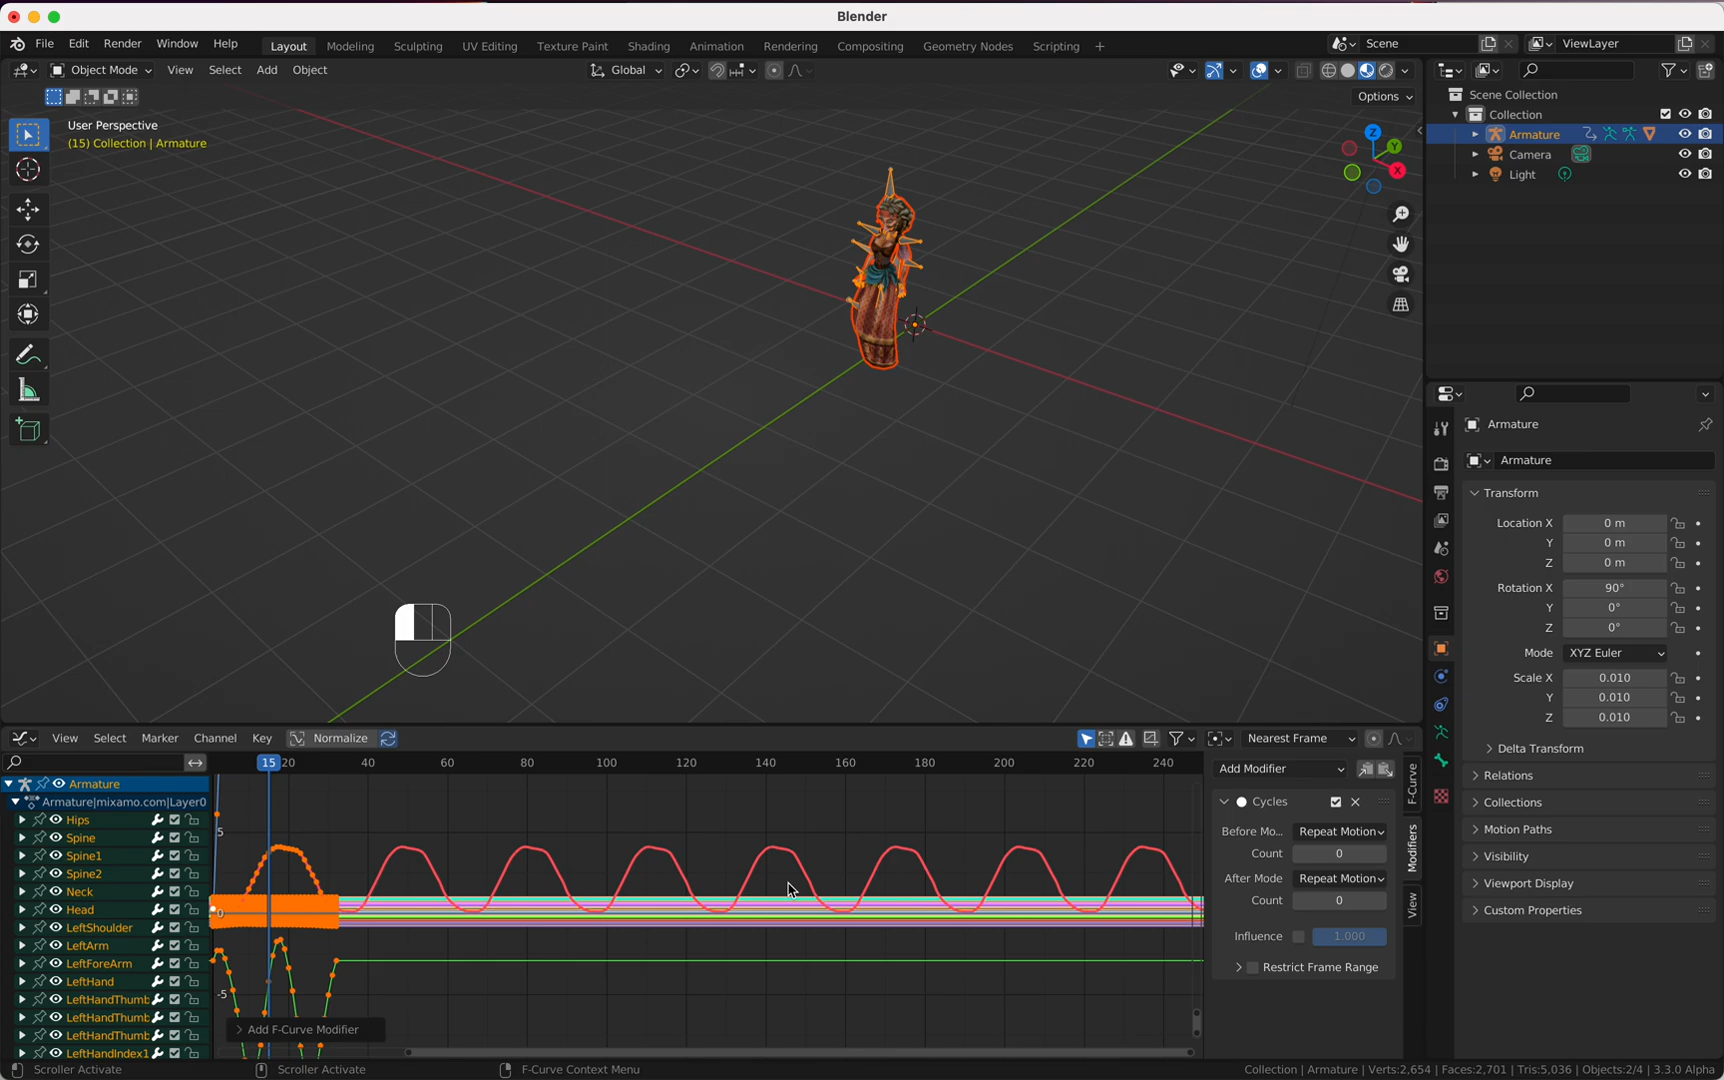 Blender
File Edit Render Window Help Layout Modeling Sculpting UV Editing Texture Paint Shading Animation Rendering Compositing Geometry Nodes Scripting + Scene ViewLayer
Object Mode View Select Add Object Global
Options
User Perspective
(15) Collection | Armature
Z
Y
X
Scene Collection
Collection
Armature
Camera
Light
Armature
Armature
Transform
Location X 0 m
Y 0 m
Z 0 m
Rotation X 90°
Y 0°
Z 0°
Mode XYZ Euler
Scale X 0.010
Y 0.010
Z 0.010
Delta Transform
Relations
Collections
Motion Paths
Visibility
Viewport Display
Custom Properties
View Select Marker Channel Key Normalize Nearest Frame
15 20 40 60 80 100 120 140 160 180 200 220 240
5
0
-5
Armature
Armature|mixamo.com|Layer0
Hips
Spine
Spine1
Spine2
Neck
Head
LeftShoulder
LeftArm
LeftForeArm
LeftHand
LeftHandThumb
LeftHandThumb
LeftHandThumb
LeftHandIndex1
Add F-Curve Modifier
Add Modifier
Cycles
Before Mo... Repeat Motion
Count 0
After Mode Repeat Motion
Count 0
Influence 1.000
Restrict Frame Range
F-Curve
Modifiers
View
Scroller Activate Scroller Activate F-Curve Context Menu Collection | Armature | Verts:2,654 | Faces:2,701 | Tris:5,036 | Objects:2/4 | 3.3.0 Alpha